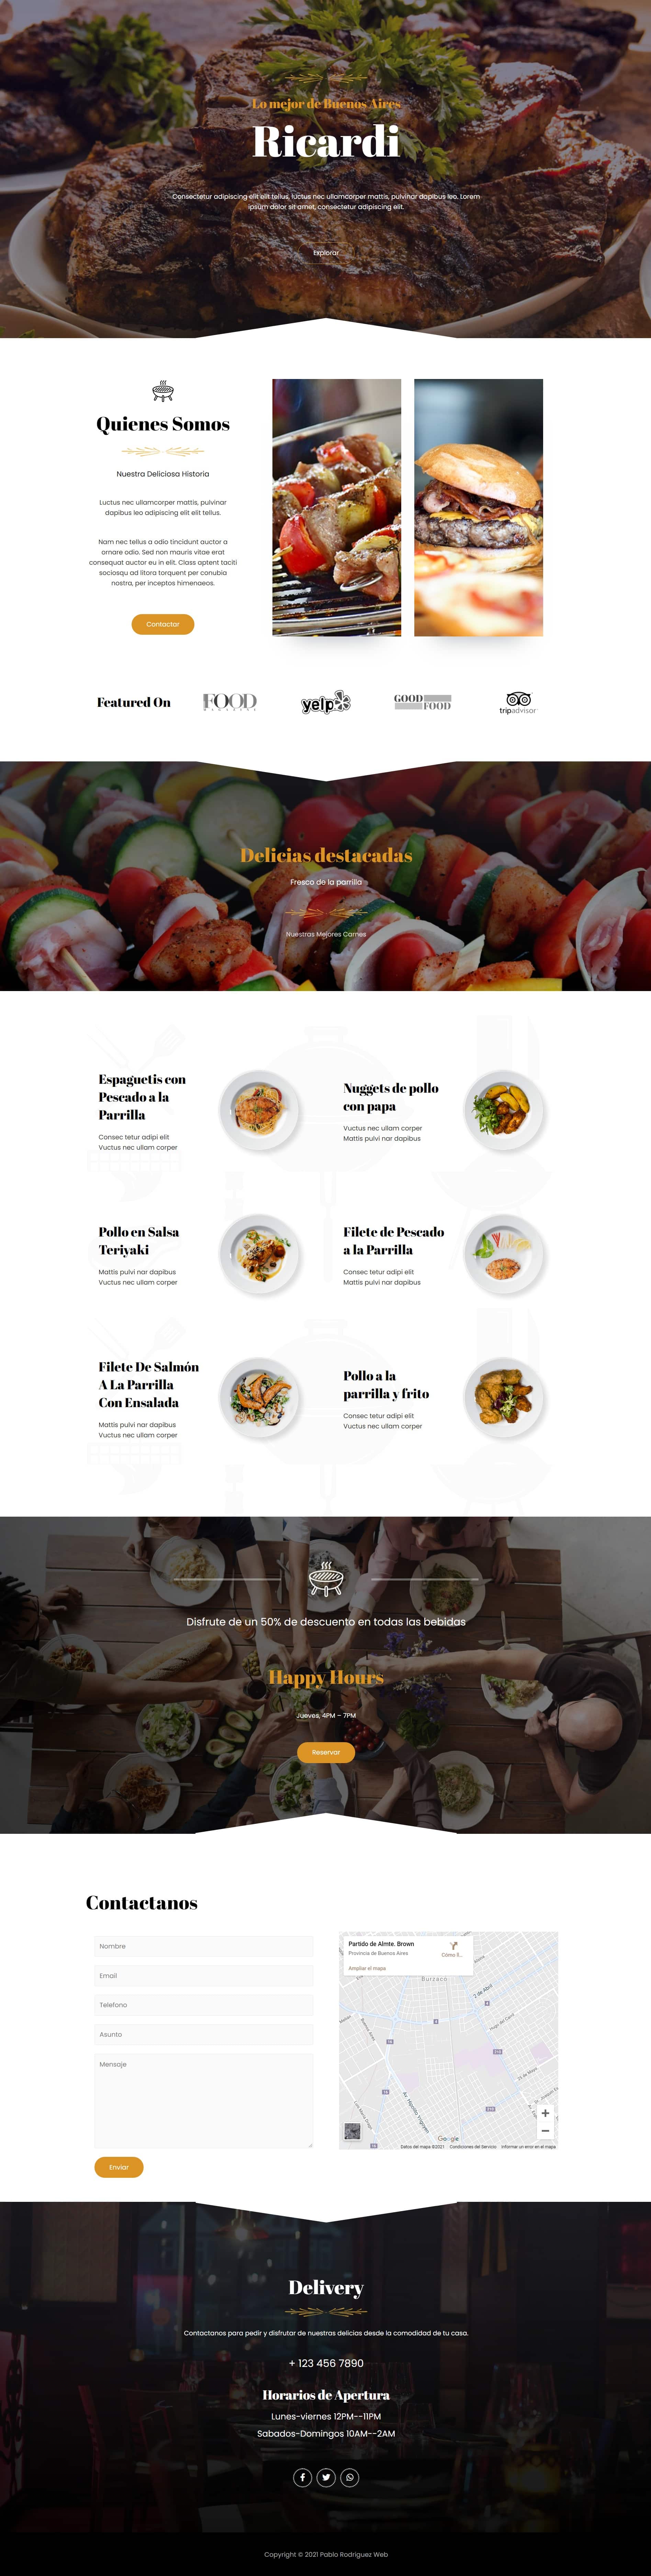 Lo mejor de Buenos Aires
Ricardi
Consectetur adipiscing elit elit tellus, luctus nec ullamcorper mattis, pulvinar dapibus leo. Lorem
ipsum dolor sit amet, consectetur adipiscing elit.
Explorar
Quienes Somos
Nuestra Deliciosa Historia
Luctus nec ullamcorper mattis, pulvinar
dapibus leo adipiscing elit elit tellus.
Nam nec tellus a odio tincidunt auctor a
ornare odio. Sed non mauris vitae erat
consequat auctor eu in elit. Class aptent taciti
sociosqu ad litora torquent per conubia
nostra, per inceptos himenaeos.
Contactar
Featured On
FOOD
MAGAZINE
yelp
GOOD
FOOD
tripadvisor
Delicias destacadas
Fresco de la parrilla
Nuestras Mejores Carnes
Espaguetis con
Pescado a la
Parrilla
Consec tetur adipi elit
Vuctus nec ullam corper
Nuggets de pollo
con papa
Vuctus nec ullam corper
Mattis pulvi nar dapibus
Pollo en Salsa
Teriyaki
Mattis pulvi nar dapibus
Vuctus nec ullam corper
Filete de Pescado
a la Parrilla
Consec tetur adipi elit
Mattis pulvi nar dapibus
Filete De Salmón
A La Parrilla
Con Ensalada
Mattis pulvi nar dapibus
Vuctus nec ullam corper
Pollo a la
parrilla y frito
Consec tetur adipi elit
Vuctus nec ullam corper
Disfrute de un 50% de descuento en todas las bebidas
Happy Hours
Jueves, 4PM – 7PM
Reservar
Contactanos
Nombre
Email
Telefono
Asunto
Mensaje
Enviar
Partido de Almte. Brown
Provincia de Buenos Aires
Cómo ll...
Ampliar el mapa
Burzaco
2 de Abril
Av. Hipólito Yrigoyen
Google
Datos del mapa ©2021
Condiciones del Servicio
Informar un error en el mapa
Delivery
Contactanos para pedir y disfrutar de nuestras delicias desde la comodidad de tu casa.
+ 123 456 7890
Horarios de Apertura
Lunes-viernes 12PM--11PM
Sabados-Domingos 10AM--2AM
Copyright © 2021 Pablo Rodriguez Web